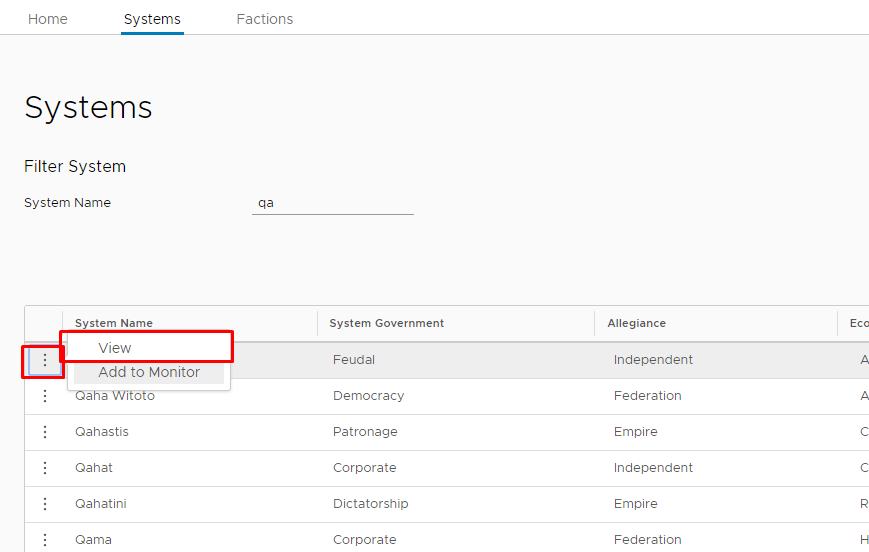 Home Systems Factions
Systems
Filter System
System Name qa
System Name System Government Allegiance Eco
View
Feudal Independent A
Add to Monitor
Qaha Witoto Democracy Federation A
Qahastis Patronage Empire C
Qahat Corporate Independent C
Qahatini Dictatorship Empire R
Qama Corporate Federation H